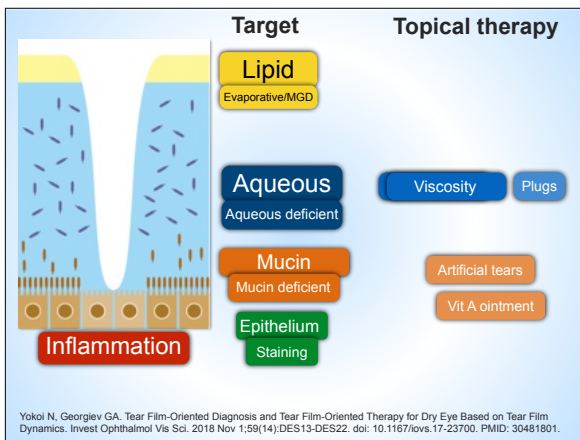 Target
Topical therapy
Lipid
Evaporative/MGD
Aqueous
Aqueous deficient
Viscosity
Plugs
Mucin
Mucin deficient
Artificial tears
Vit A ointment
Epithelium
Staining
Inflammation
Yokoi N, Georgiev GA. Tear Film-Oriented Diagnosis and Tear Film-Oriented Therapy for Dry Eye Based on Tear Film
Dynamics. Invest Ophthalmol Vis Sci. 2018 Nov 1;59(14):DES13-DES22. doi: 10.1167/iovs.17-23700. PMID: 30481801.